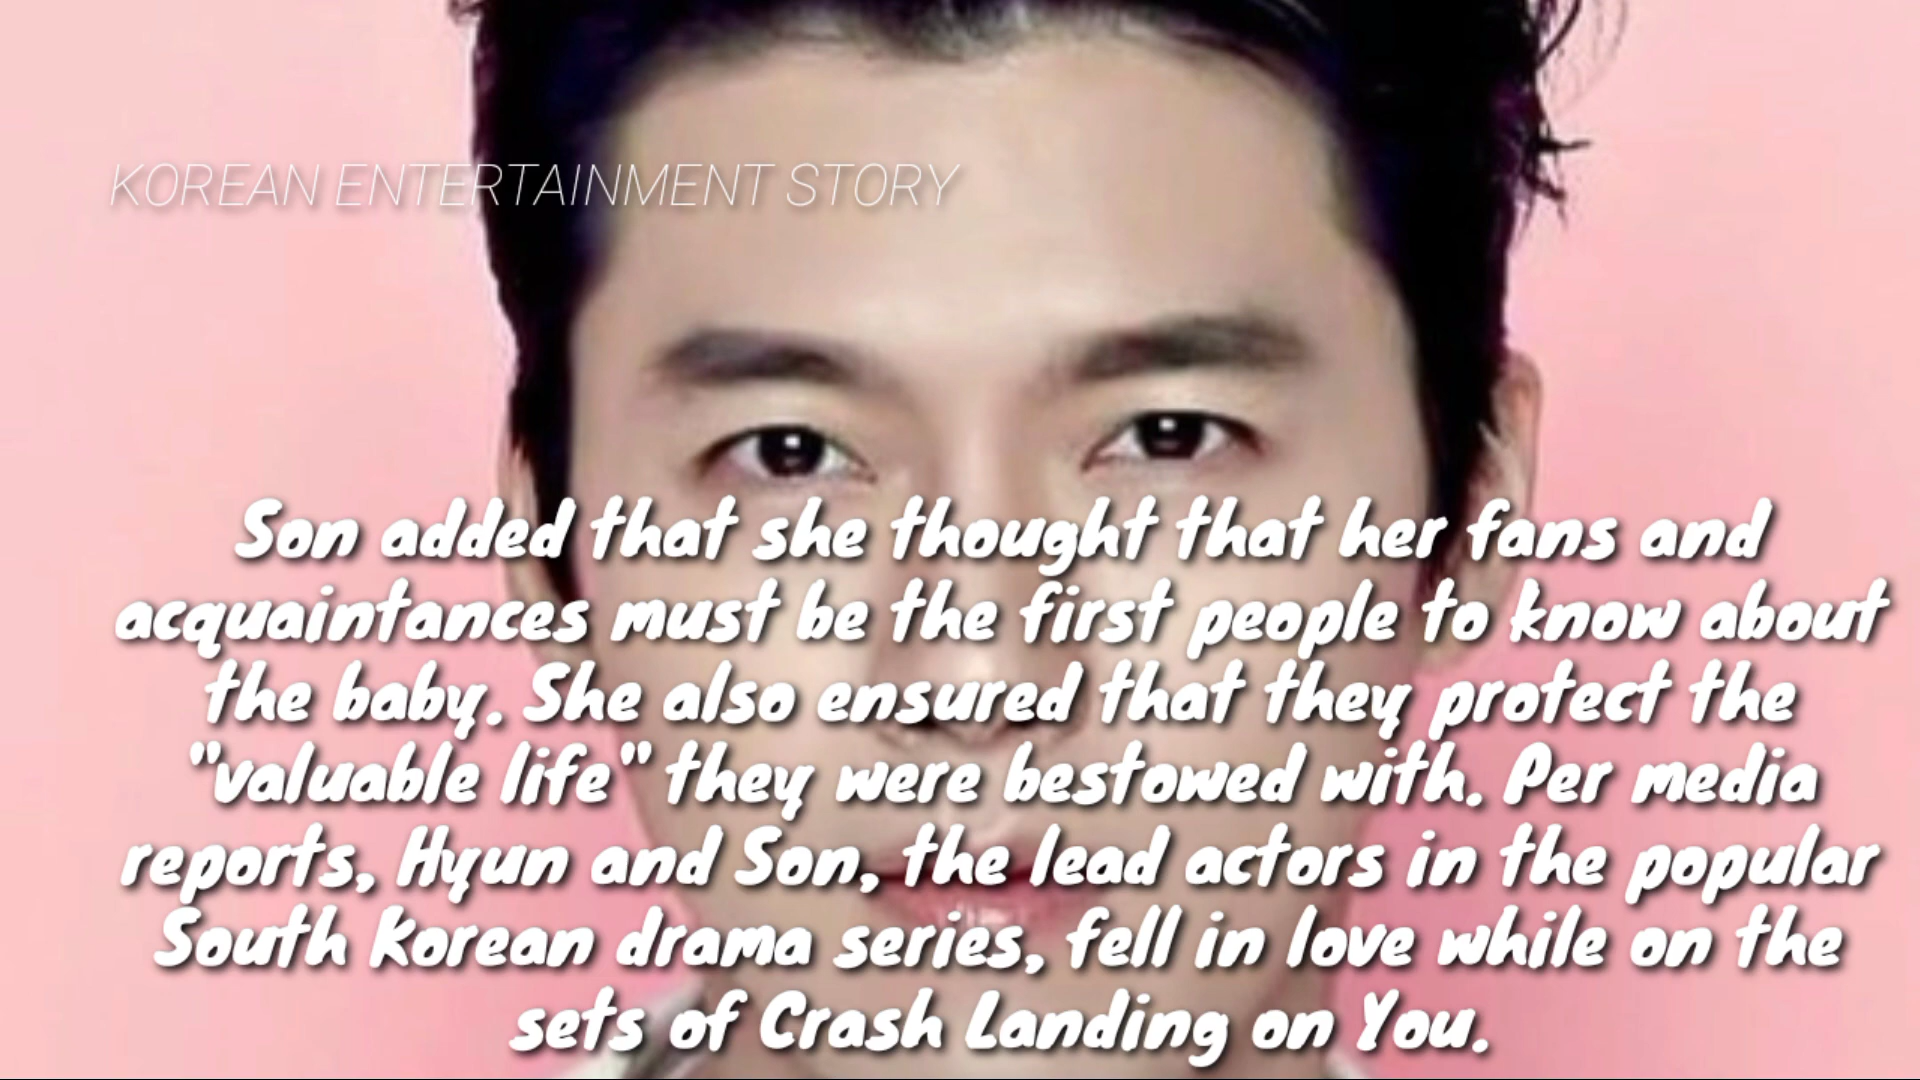 KOREAN ENTERTAINMENT STORY
Son added that she thought that her fans and
acquaintances must be the first people to know about
the baby. She also ensured that they protect the
"valuable life" they were bestowed with. Per media
reports, Hyun and Son, the lead actors in the popular
South Korean drama series, fell in love while on the
sets of Crash Landing on You.